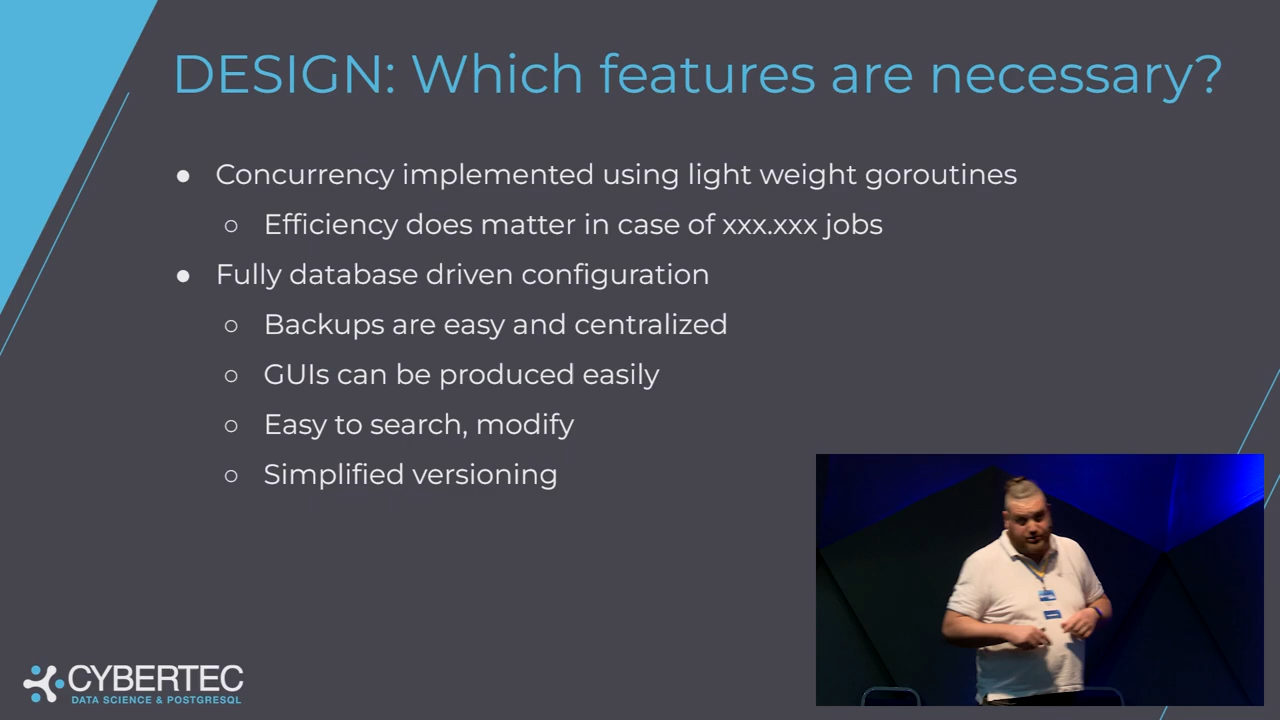 DESIGN: Which features are necessary?
● Concurrency implemented using light weight goroutines
○ Efficiency does matter in case of xxx.xxx jobs
● Fully database driven configuration
○ Backups are easy and centralized
○ GUIs can be produced easily
○ Easy to search, modify
○ Simplified versioning
CYBERTEC
DATA SCIENCE & POSTGRESQL